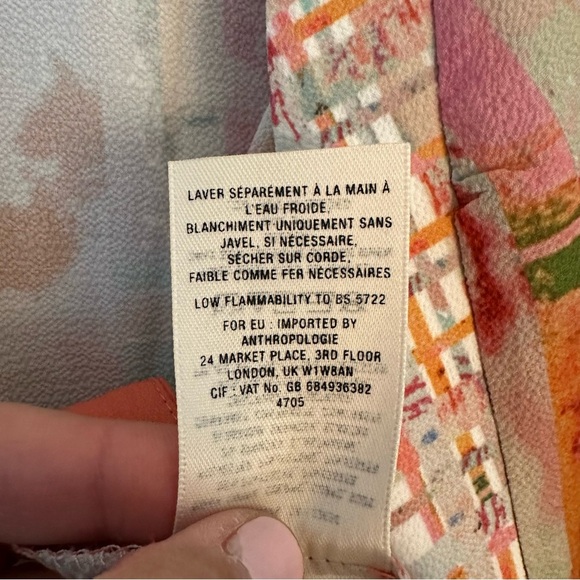 LAVER SÉPARÉMENT À LA MAIN À
L'EAU FROIDE,
BLANCHIMENT UNIQUEMENT SANS
JAVEL, SI NÉCESSAIRE,
SÉCHER SUR CORDE,
FAIBLE COMME FER NÉCESSAIRES
LOW FLAMMABILITY TO BS 5722
FOR EU : IMPORTED BY
ANTHROPOLOGIE
24 MARKET PLACE, 3RD FLOOR
LONDON, UK W1W8AN
CIF : VAT No. GB 684936382
4705